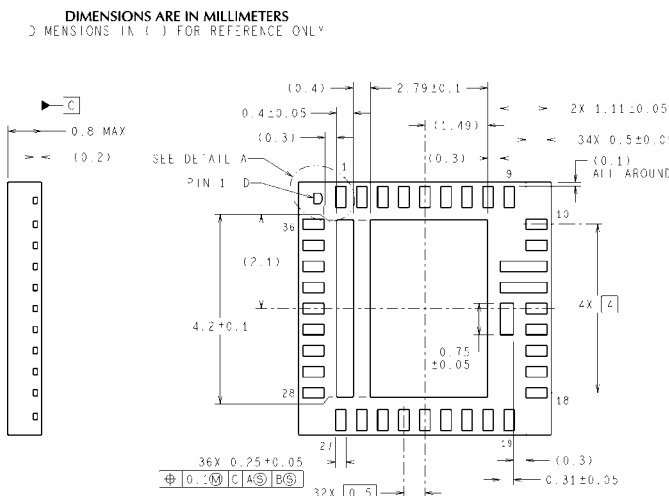 DIMENSIONS ARE IN MILLIMETERS
MENSIONS IN ( ) FOR REFERENCE ONLY
(0.4)
2.79±0.1
C
0.4±0.05
2X 1.11±0.05
0.8 MAX
(0.3)
(1.49)
34X
(0.2)
SEE DETAIL A
1
(0.3)
9
(0.1)
ALL AROUND
PIN 1
36
10
(2.1)
4.2±0.1
4X 4
0.75
±0.05
28
18
27
19
36X 0.25±0.05
(0.3)
C A Ⓢ B Ⓢ
0.31±0.05
32X 0.5